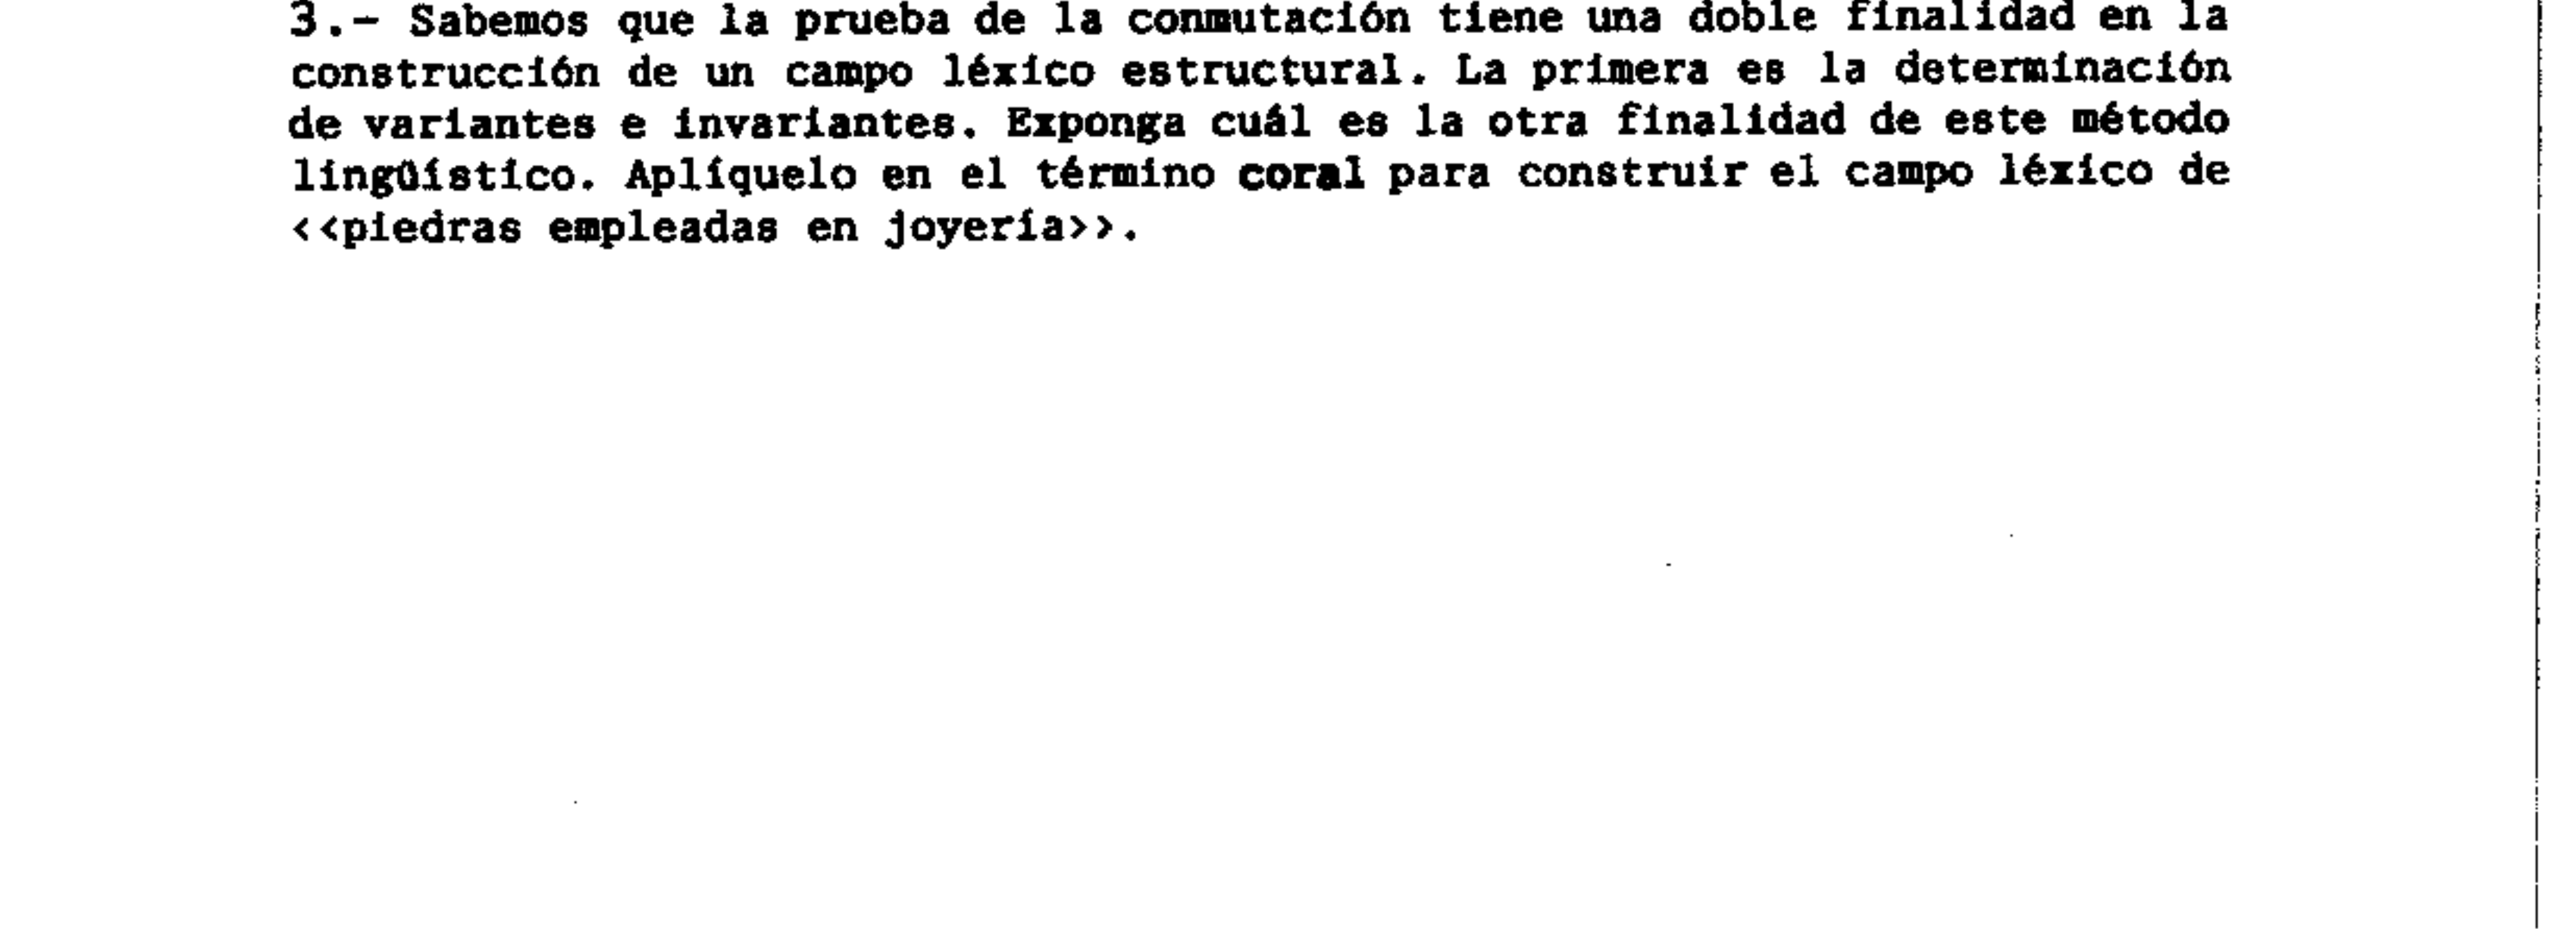 3.- Sabemos que la prueba de la conmutación tiene una doble finalidad en la
construcción de un campo léxico estructural. La primera es la determinación
de variantes e invariantes. Exponga cuál es la otra finalidad de este método
lingüístico. Aplíquelo en el término coral para construir el campo léxico de
<<piedras empleadas en joyería>>.